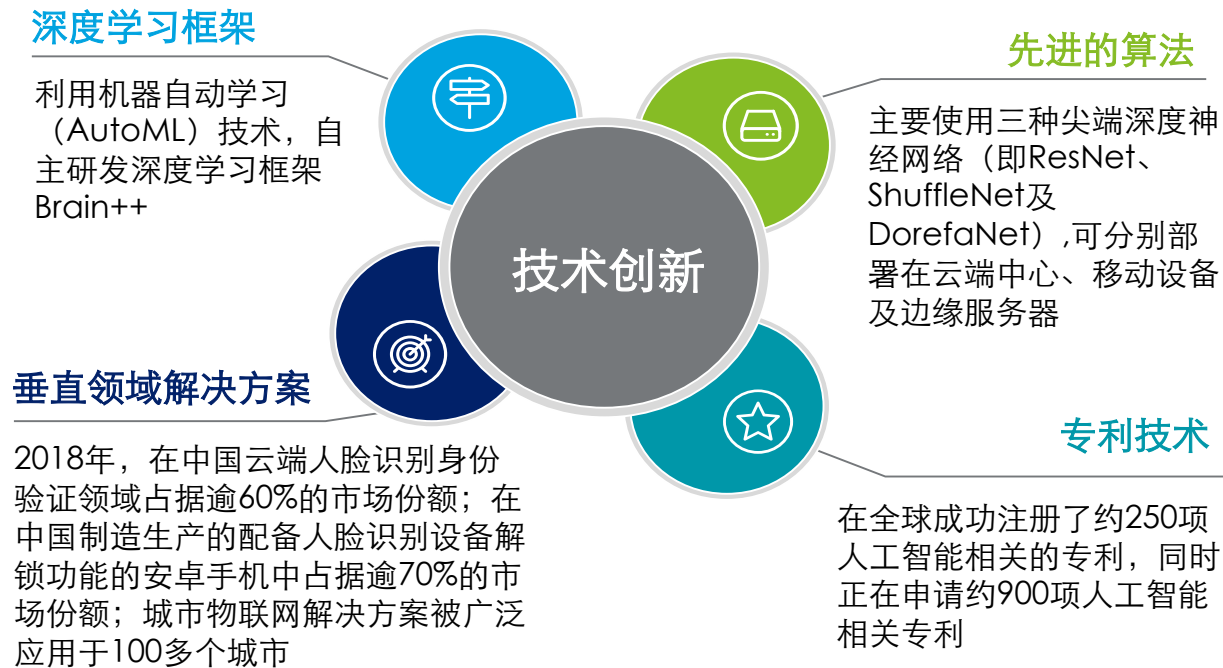 深度学习框架
利用机器自动学习
（AutoML）技术，自
主研发深度学习框架
Brain++
先进的算法
主要使用三种尖端深度神
经网络（即ResNet、
ShuffleNet及
DorefaNet）,可分别部
署在云端中心、移动设备
及边缘服务器
技术创新
垂直领域解决方案
2018年，在中国云端人脸识别身份
验证领域占据逾60%的市场份额；在
中国制造生产的配备人脸识别设备解
锁功能的安卓手机中占据逾70%的市
场份额；城市物联网解决方案被广泛
应用于100多个城市
专利技术
在全球成功注册了约250项
人工智能相关的专利，同时
正在申请约900项人工智能
相关专利